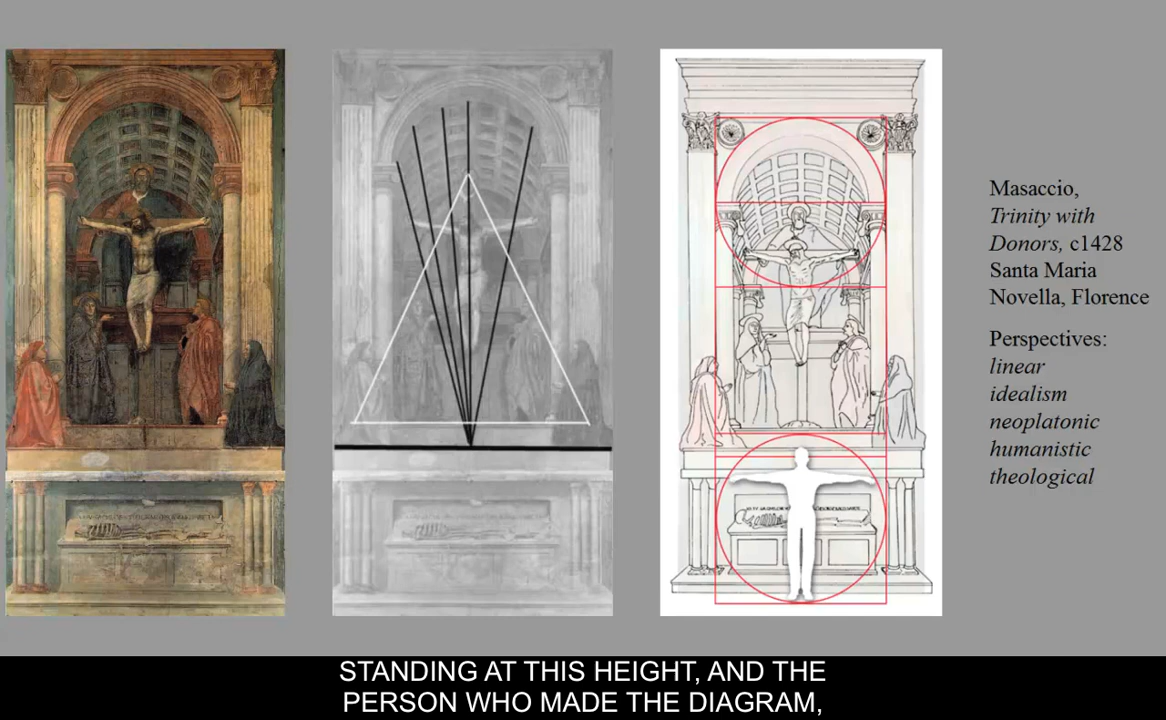 Masaccio,
Trinity with
Donors, c1428
Santa Maria
Novella, Florence
Perspectives:
linear
idealism
neoplatonic
humanistic
theological
STANDING AT THIS HEIGHT, AND THE
PERSON WHO MADE THE DIAGRAM,